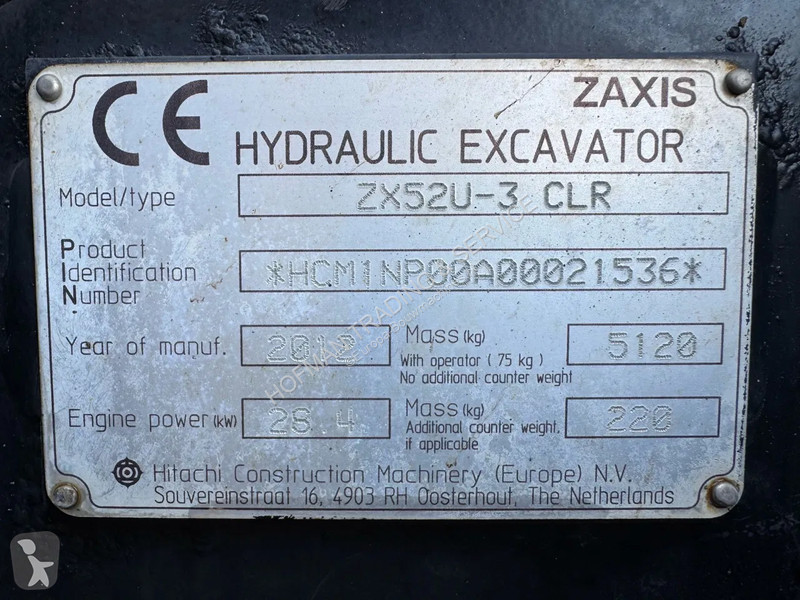 CE ZAXIS
HYDRAULIC EXCAVATOR
Model/type ZX52U-3 CLR
Product
Identification *HCM1NP00A00021536*
Number
Year of manuf. 2012 Mass (kg) 5120
With operator ( 75 kg )
No additional counter weight
Engine power (kW) 28.4 Mass (kg) 220
Additional counter weight,
if applicable
Hitachi Construction Machinery (Europe) N.V.
Souvereinstraat 16, 4903 RH Oosterhout, The Netherlands